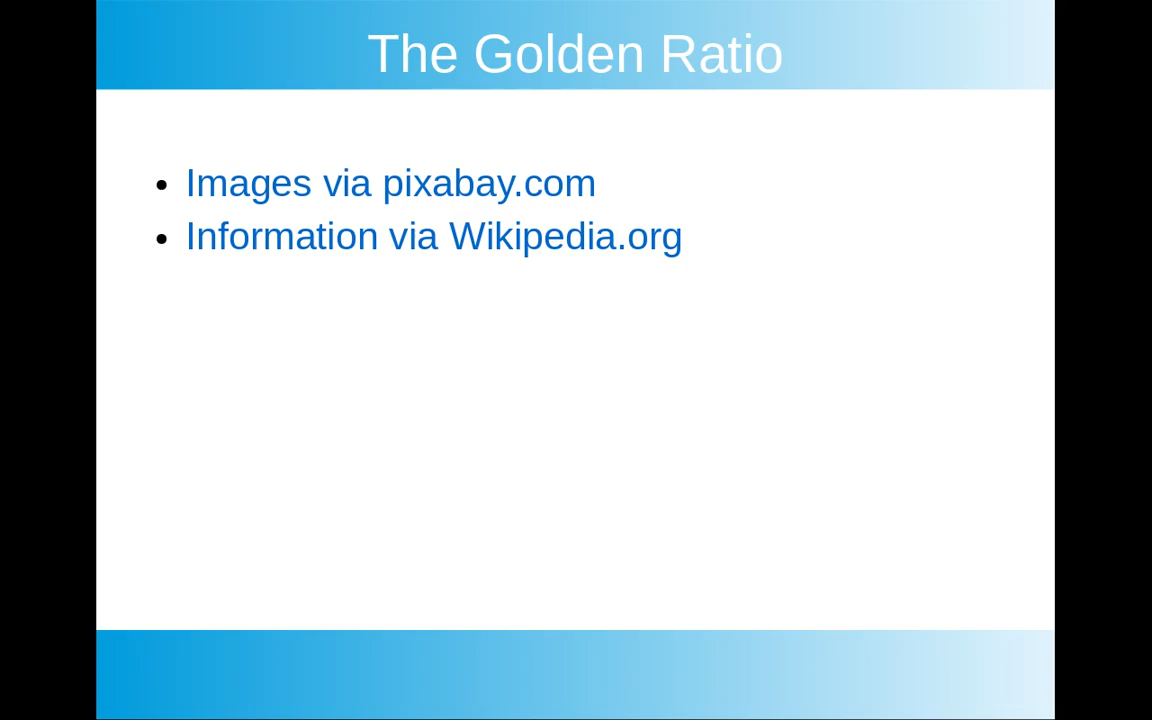 The Golden Ratio
• Images via pixabay.com
• Information via Wikipedia.org